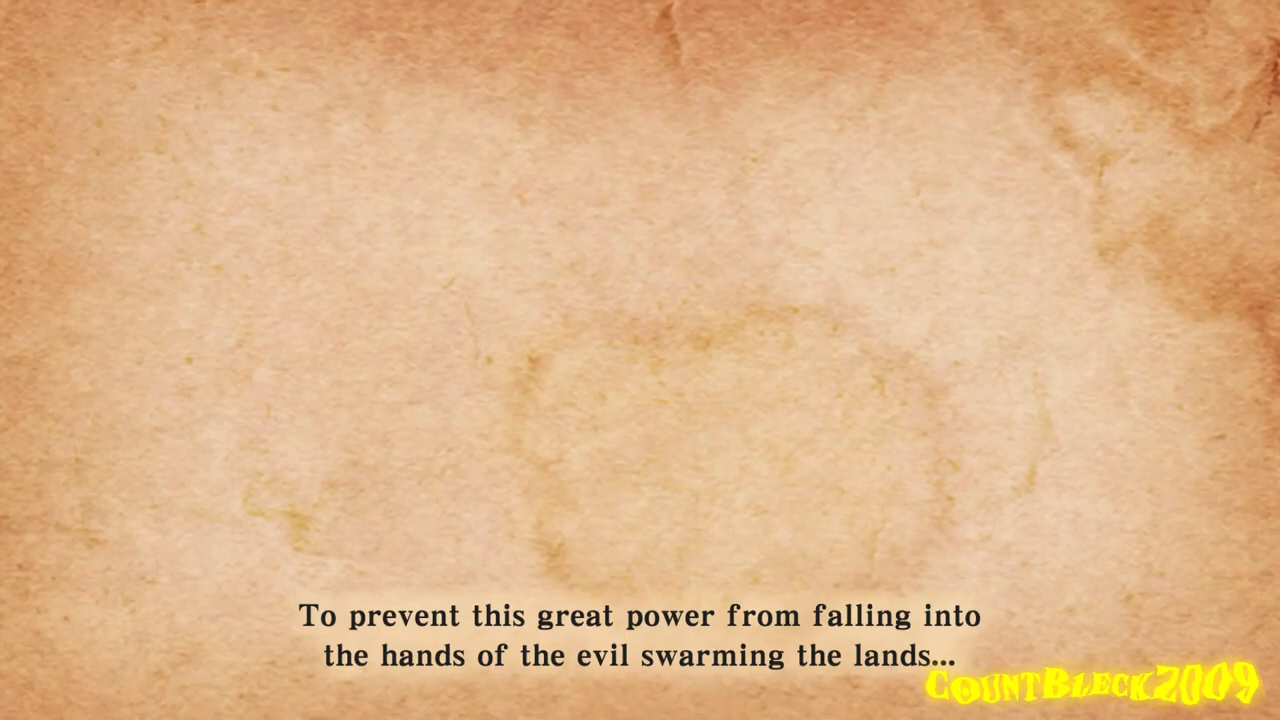 To prevent this great power from falling into
the hands of the evil swarming the lands...
COUNTBLECK2009